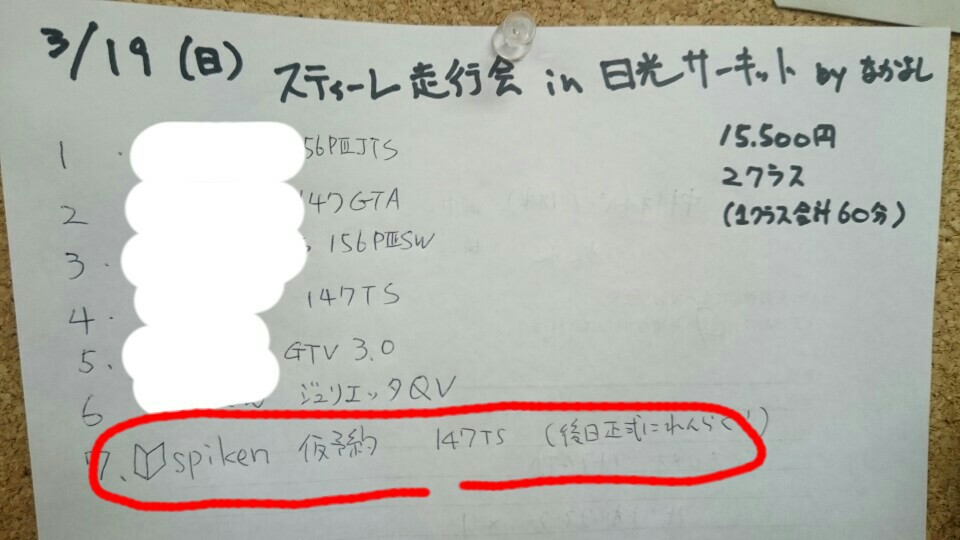 3/19（日）スティーレ走行会 in 日光サーキット by なかよし
15.500円
2クラス
(1クラス合計60分)
1 · 56PⅢJTS
2 147GTA
3 · 156PⅢSW
4 · 147TS
5. GTV 3.0
6 ジュリエッタQV
7. spiken 仮予約 147TS (後日正式にれんらく!)